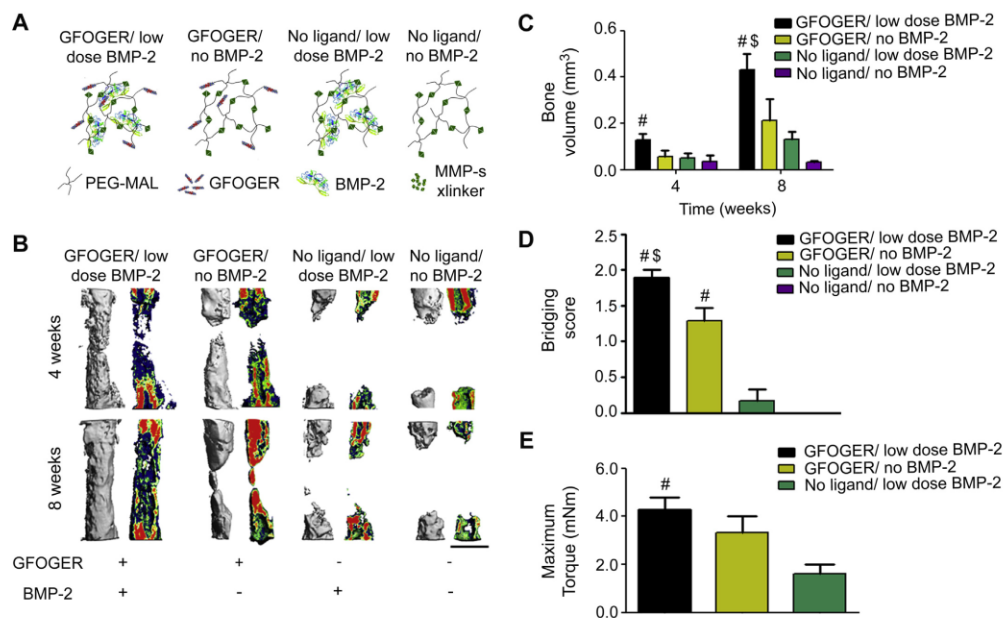 A
GFOGER/ low
dose BMP-2
GFOGER/
no BMP-2
No ligand/ low
dose BMP-2
No ligand/
no BMP-2
PEG-MAL
GFOGER
BMP-2
MMP-s
xlinker
B
GFOGER/ low
dose BMP-2
GFOGER/
no BMP-2
No ligand/ low
dose BMP-2
No ligand/
no BMP-2
4 weeks
8 weeks
GFOGER + + - -
BMP-2 + - + -
C
Bone
volume (mm³)
0.6
0.4
0.2
0.0
#
# $
GFOGER/ low dose BMP-2
GFOGER/ no BMP-2
No ligand/ low dose BMP-2
No ligand/ no BMP-2
4
8
Time (weeks)
D
Bridging
score
2.5
2.0
1.5
1.0
0.5
0.0
# $
#
GFOGER/ low dose BMP-2
GFOGER/ no BMP-2
No ligand/ low dose BMP-2
No ligand/ no BMP-2
E
Maximum
Torque (mNm)
6.0
4.0
2.0
0.0
#
GFOGER/ low dose BMP-2
GFOGER/ no BMP-2
No ligand/ low dose BMP-2